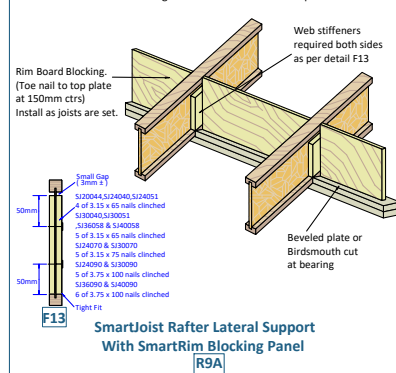 Web stiffeners
required both sides
as per detail F13
Rim Board Blocking.
(Toe nail to top plate
at 150mm ctrs)
Install as joists are set.
Small Gap
( 3mm ± )
50mm
SJ20044,SJ24040,SJ24051
4 of 3.15 x 65 nails clinched
SJ30040,SJ30051
,SJ36058 & SJ40058
5 of 3.15 x 65 nails clinched
SJ24070 & SJ30070
5 of 3.15 x 75 nails clinched
SJ24090 & SJ30090
5 of 3.75 x 100 nails clinched
SJ36090 & SJ40090
6 of 3.75 x 100 nails clinched
50mm
Tight Fit
F13
Beveled plate or
Birdsmouth cut
at bearing
SmartJoist Rafter Lateral Support
With SmartRim Blocking Panel
R9A